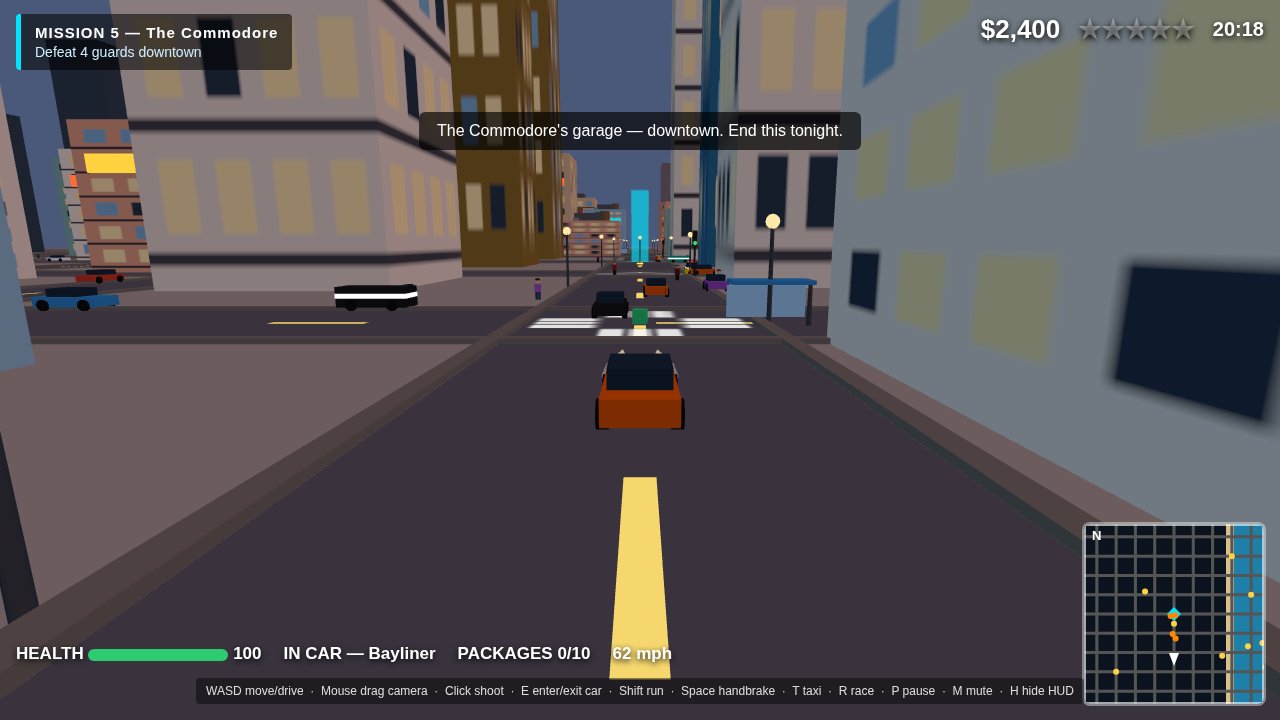 MISSION 5 — The Commodore
Defeat 4 guards downtown
$2,400 ★★★★★ 20:18
The Commodore's garage — downtown. End this tonight.
N
HEALTH 100 IN CAR — Bayliner PACKAGES 0/10 62 mph
WASD move/drive · Mouse drag camera · Click shoot · E enter/exit car · Shift run · Space handbrake · T taxi · R race · P pause · M mute · H hide HUD